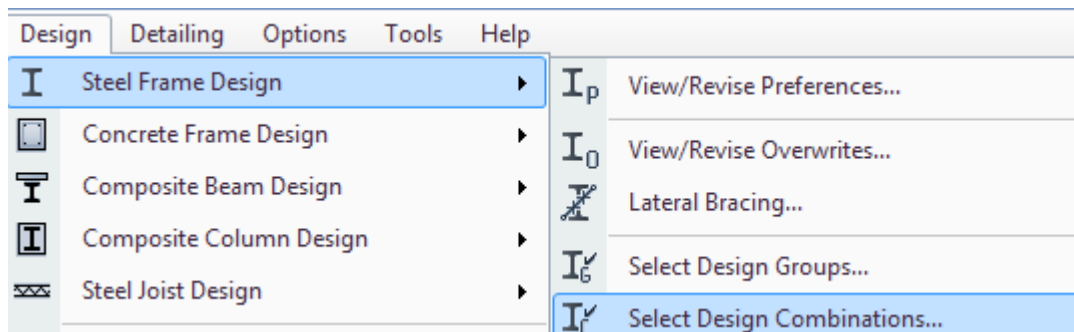 Design Detailing Options Tools Help
Steel Frame Design
Concrete Frame Design
Composite Beam Design
Composite Column Design
Steel Joist Design
View/Revise Preferences...
View/Revise Overwrites...
Lateral Bracing...
Select Design Groups...
Select Design Combinations...